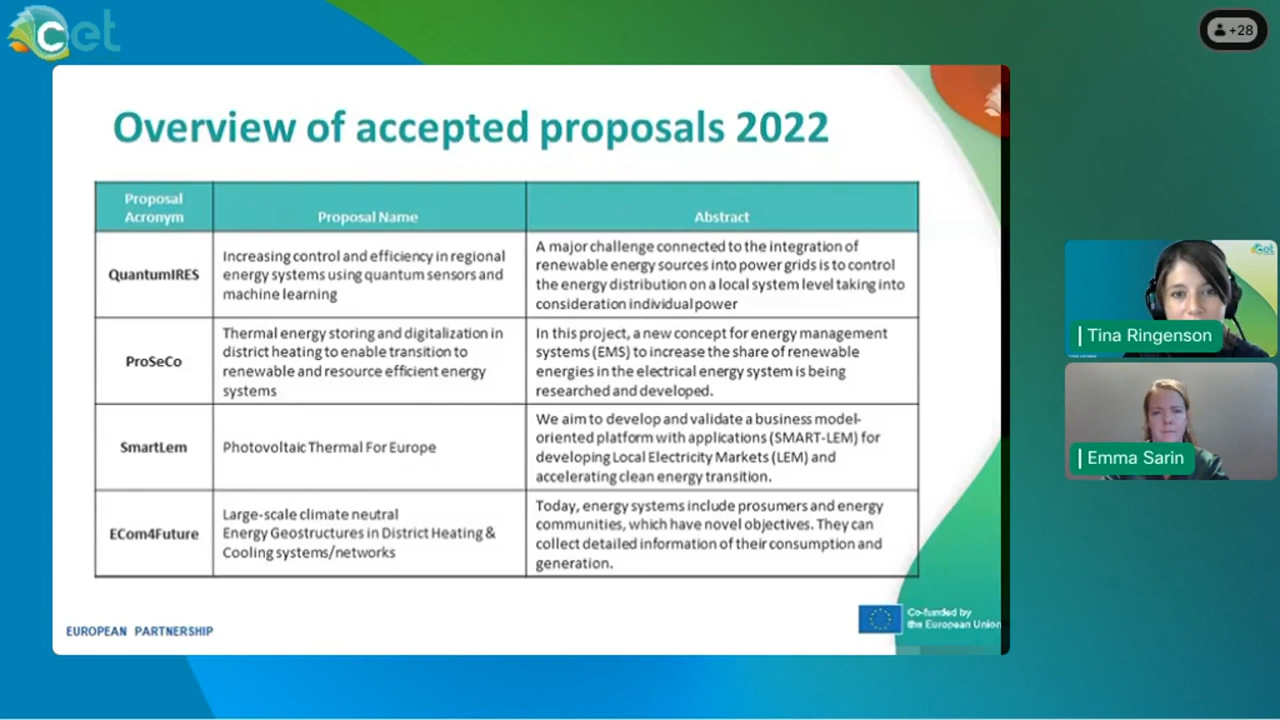 cet
+28
Overview of accepted proposals 2022
Proposal
Acronym
Proposal Name
Abstract
QuantumIRES
Increasing control and efficiency in regional
energy systems using quantum sensors and
machine learning
A major challenge connected to the integration of
renewable energy sources into power grids is to control
the energy distribution on a local system level taking into
consideration individual power
ProSeCo
Thermal energy storing and digitalization in
district heating to enable transition to
renewable and resource efficient energy
systems
In this project, a new concept for energy management
systems (EMS) to increase the share of renewable
energies in the electrical energy system is being
researched and developed.
SmartLem
Photovoltaic Thermal For Europe
We aim to develop and validate a business model-
oriented platform with applications (SMART-LEM) for
developing Local Electricity Markets (LEM) and
accelerating clean energy transition.
ECom4Future
Large-scale climate neutral
Energy Geostructures in District Heating &
Cooling systems/networks
Today, energy systems include prosumers and energy
communities, which have novel objectives. They can
collect detailed information of their consumption and
generation.
EUROPEAN PARTNERSHIP
Co-funded by
the European Union
cet
Tina Ringenson
Emma Sarin